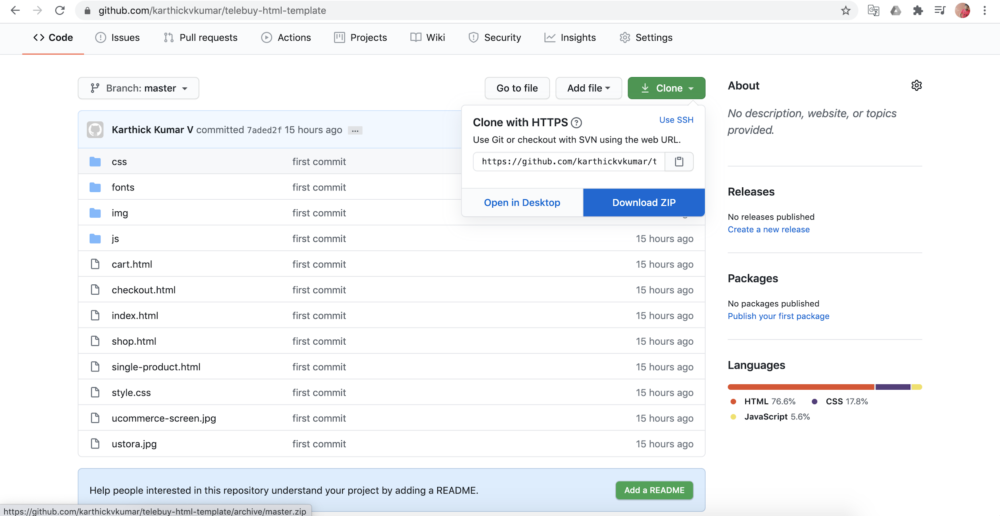 github.com/karthickvkumar/telebuy-html-template
Code Issues Pull requests Actions Projects Wiki Security Insights Settings
Branch: master
Go to file
Add file
Clone
Clone with HTTPS
Use SSH
Use Git or checkout with SVN using the web URL.
https://github.com/karthickvkumar/t
Open in Desktop
Download ZIP
Karthick Kumar V committed 7aded2f 15 hours ago ...
css first commit
fonts first commit
img first commit
js first commit 15 hours ago
cart.html first commit 15 hours ago
checkout.html first commit 15 hours ago
index.html first commit 15 hours ago
shop.html first commit 15 hours ago
single-product.html first commit 15 hours ago
style.css first commit 15 hours ago
ucommerce-screen.jpg first commit 15 hours ago
ustora.jpg first commit 15 hours ago
Help people interested in this repository understand your project by adding a README.
Add a README
About
No description, website, or topics
provided.
Releases
No releases published
Create a new release
Packages
No packages published
Publish your first package
Languages
HTML 76.6% CSS 17.8%
JavaScript 5.6%
https://github.com/karthickvkumar/telebuy-html-template/archive/master.zip